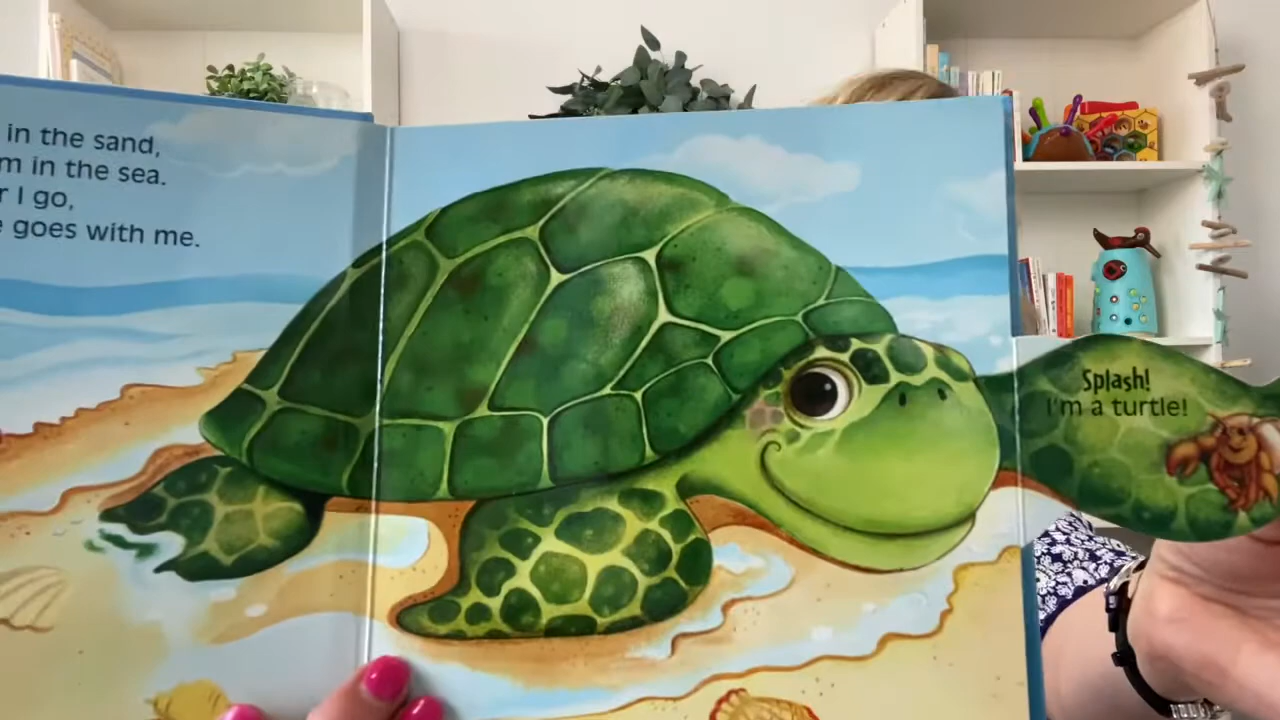 in the sand,
m in the sea.
r I go,
e goes with me.
Splash!
I'm a turtle!